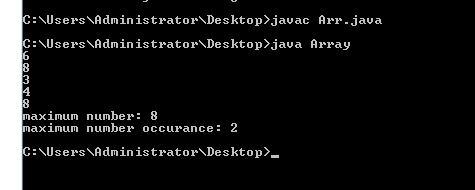 C:\Users\Administrator\Desktop>javac Arr.java
C:\Users\Administrator\Desktop>java Array
6
8
3
4
8
maximum number: 8
maximum number occurance: 2
C:\Users\Administrator\Desktop>_